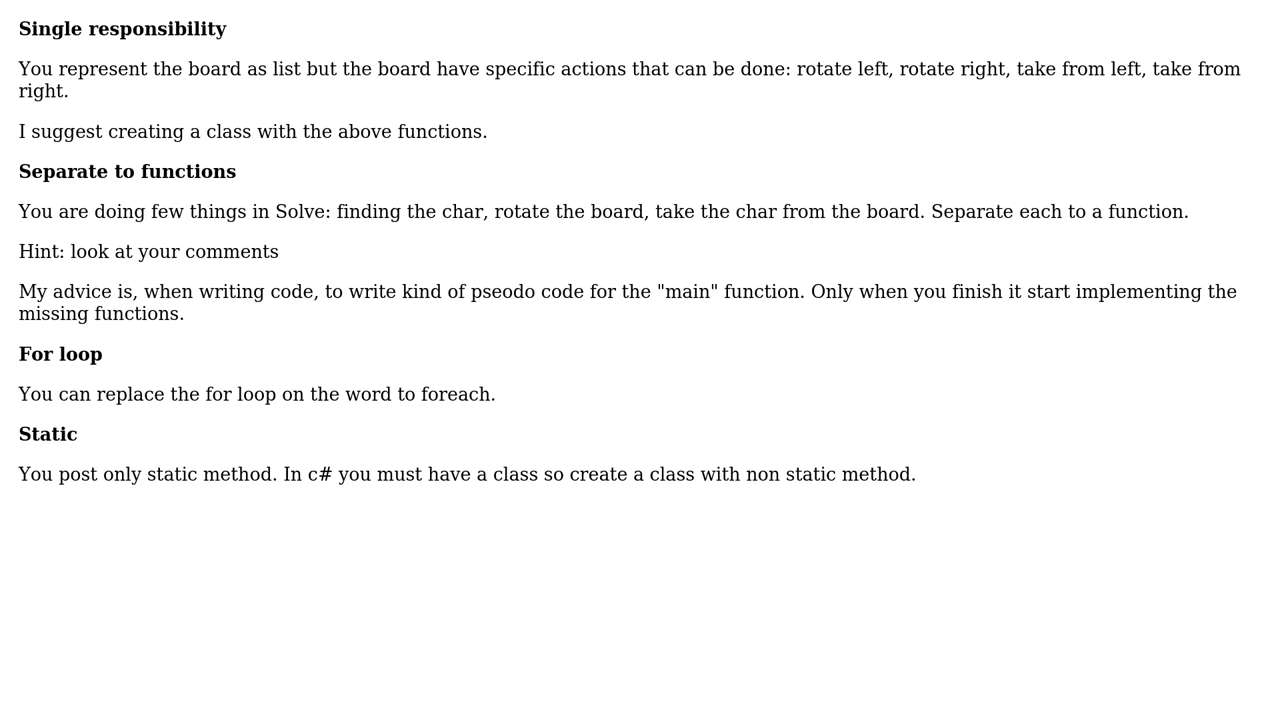 Single responsibility
You represent the board as list but the board have specific actions that can be done: rotate left, rotate right, take from left, take from
right.
I suggest creating a class with the above functions.
Separate to functions
You are doing few things in Solve: finding the char, rotate the board, take the char from the board. Separate each to a function.
Hint: look at your comments
My advice is, when writing code, to write kind of pseodo code for the "main" function. Only when you finish it start implementing the
missing functions.
For loop
You can replace the for loop on the word to foreach.
Static
You post only static method. In c# you must have a class so create a class with non static method.